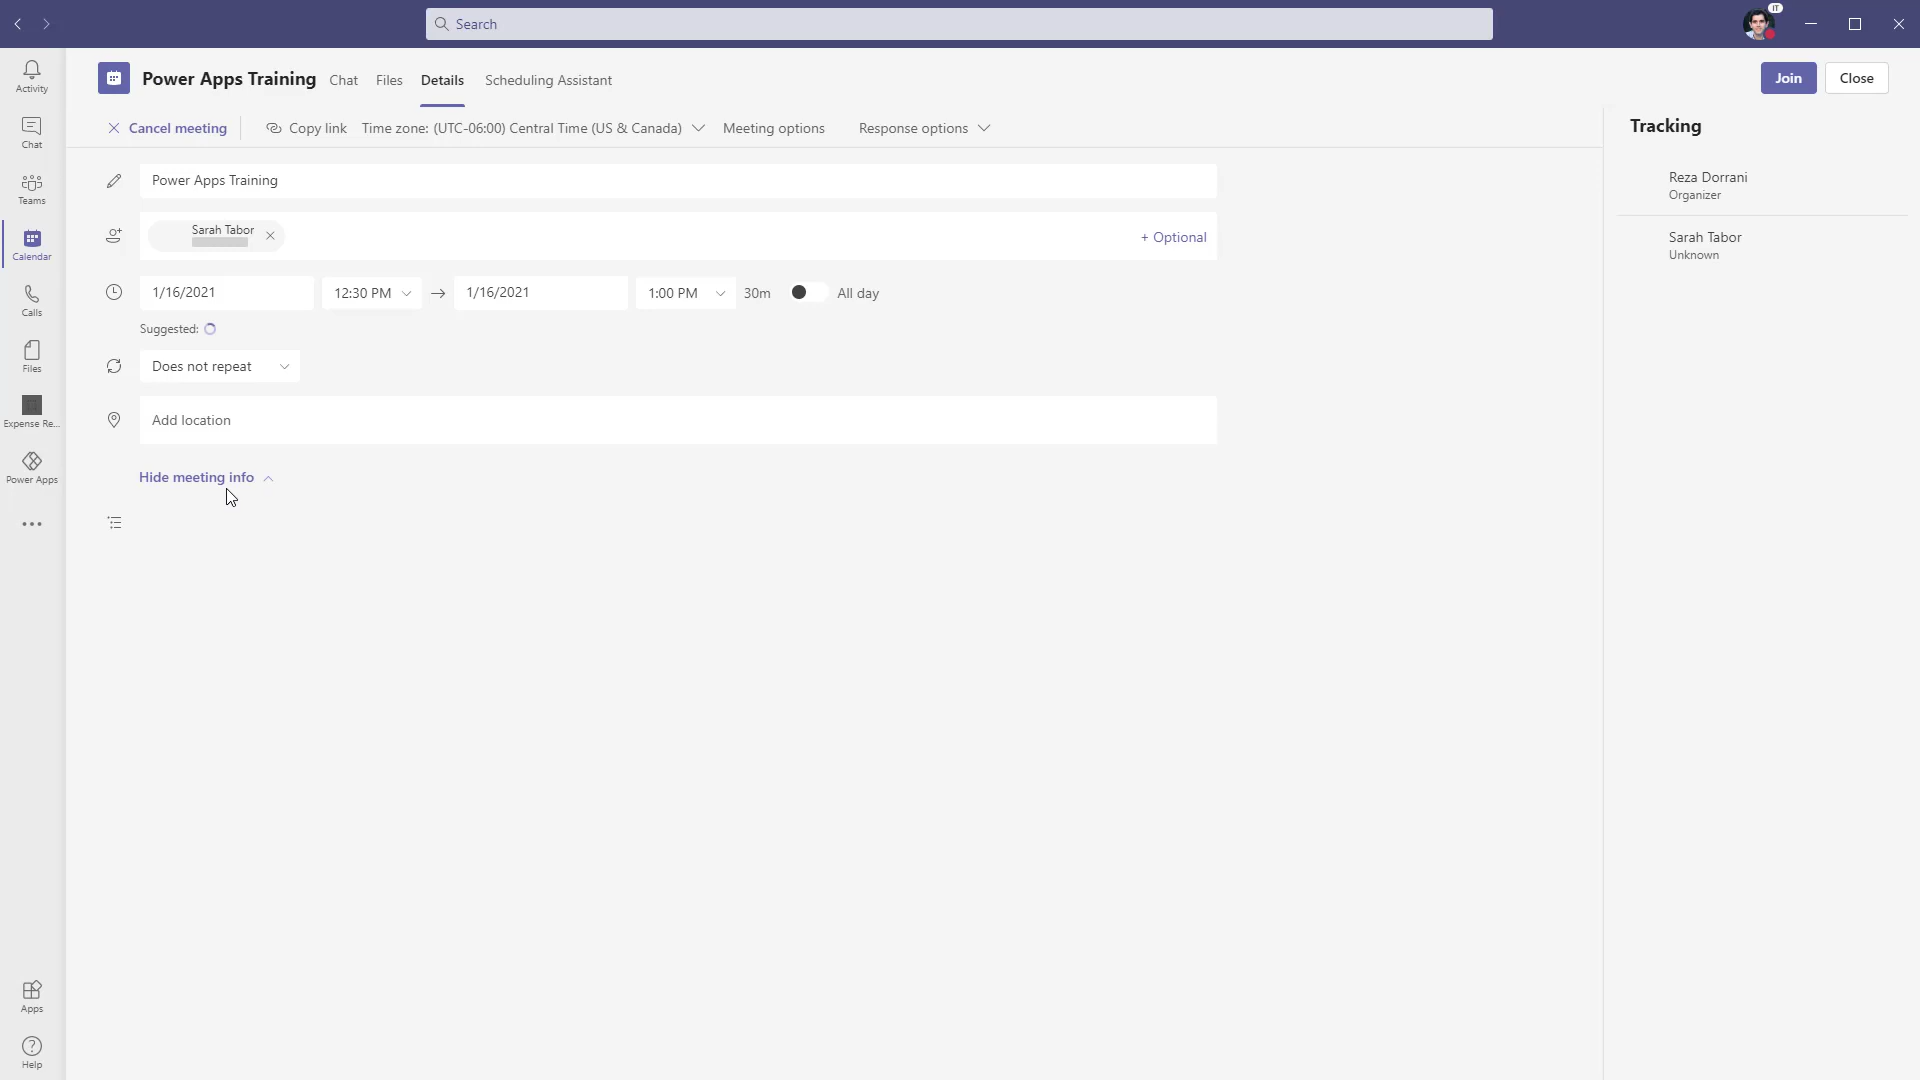 Search
IT
Activity
Chat
Teams
Calendar
Calls
Files
Expense Re...
Power Apps
Apps
Help
Power Apps Training
Chat
Files
Details
Scheduling Assistant
Join
Close
Cancel meeting
Copy link
Time zone: (UTC-06:00) Central Time (US & Canada)
Meeting options
Response options
Power Apps Training
Sarah Tabor
+ Optional
1/16/2021
12:30 PM
1/16/2021
1:00 PM
30m
All day
Suggested:
Does not repeat
Add location
Hide meeting info
Tracking
Reza Dorrani
Organizer
Sarah Tabor
Unknown